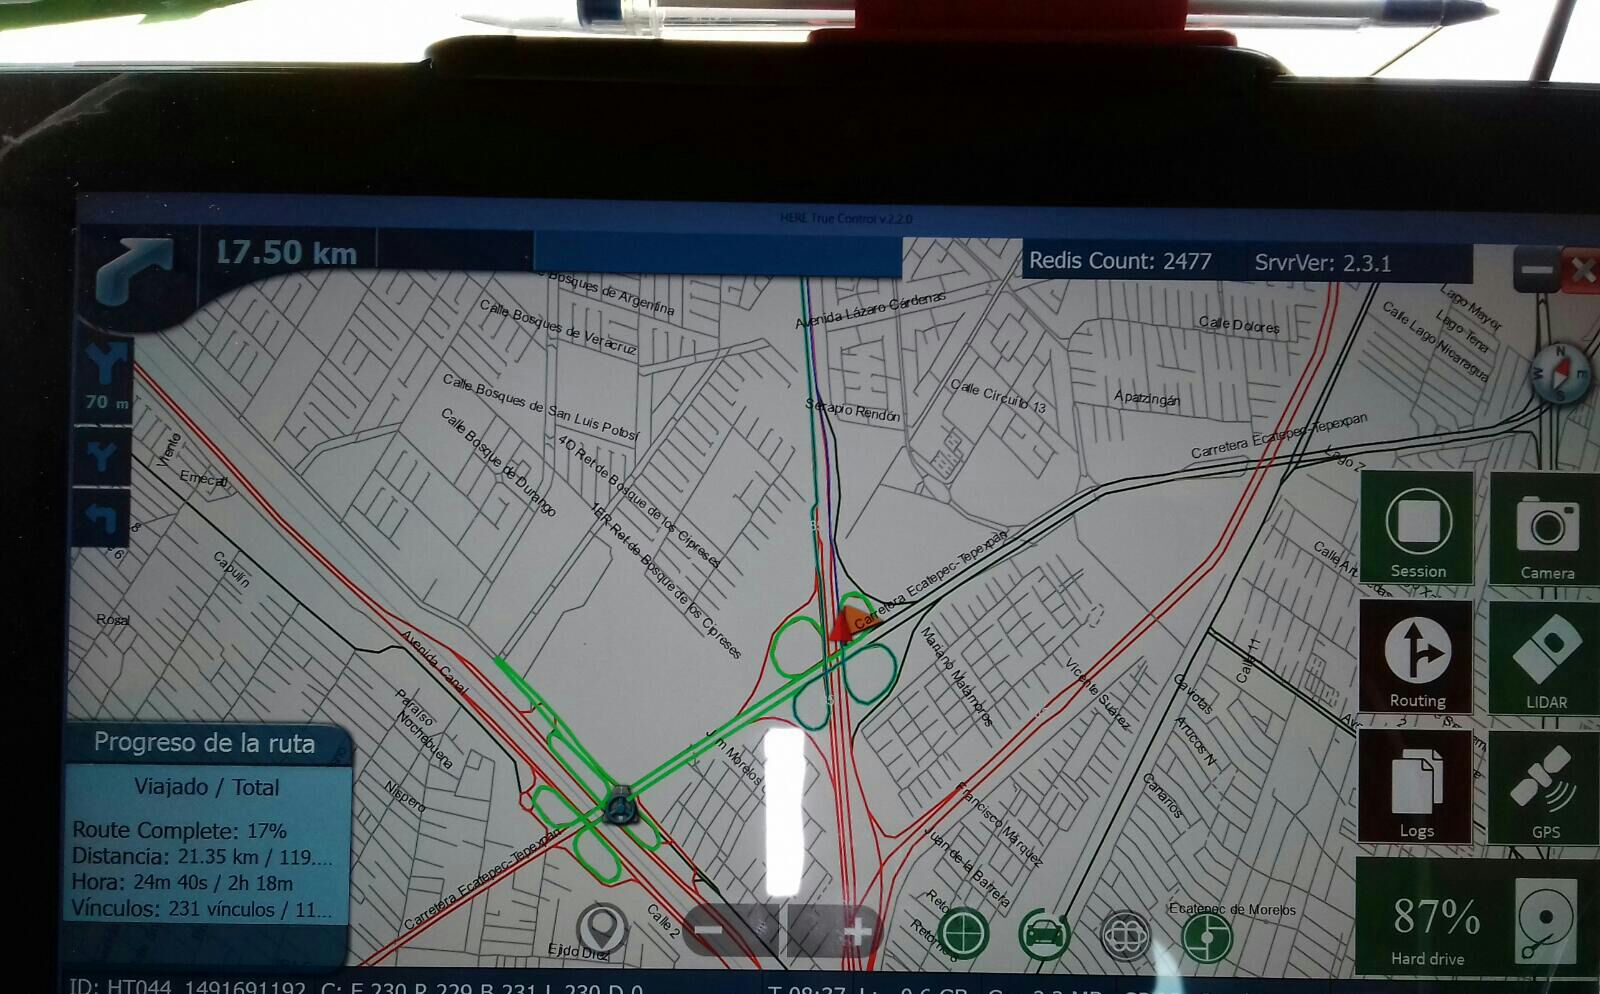 HERE True Control v.2.2.0
17.50 km
Redis Count: 2477
SrvrVer: 2.3.1
70 m
Bosques de Argentina
Calle Bosques de Veracruz
Avenida Lázaro Cárdenas
Calle Dolores
Lago Mayor
Lago Tena
Calle Lago Nicaragua
N
W
E
S
Calle Bosques de San Luis Potosí
Serapio Rendón
Calle Circuito 13
Apatzingán
Carretera Ecatepec-Tepexpan
Calle Bosque de Durango
4D Ret de Bosque de los Cipreses
1ER Ret de Bosque de los Cipreses
Viento
Emecatl
Capulín
Rosal
Carretera Ecatepec-Tepexpan
Avenida Canal
Paraíso
Nochebuena
Níspero
Mariano Matamoros
Vicente Suárez
Calle 11
Gaviotas
Canarios
Francisco Márquez
Juan de la Barrera
Carretera Ecatepec-Tepexpan
Calle 2
Ejido Díaz
Ecatepec de Morelos
Session
Camera
Routing
LIDAR
Logs
GPS
87%
Hard drive
Progreso de la ruta
Viajado / Total
Route Complete: 17%
Distancia: 21.35 km / 119....
Hora: 24m 40s / 2h 18m
Vínculos: 231 vínculos / 11...
ID: HT044_1491691192